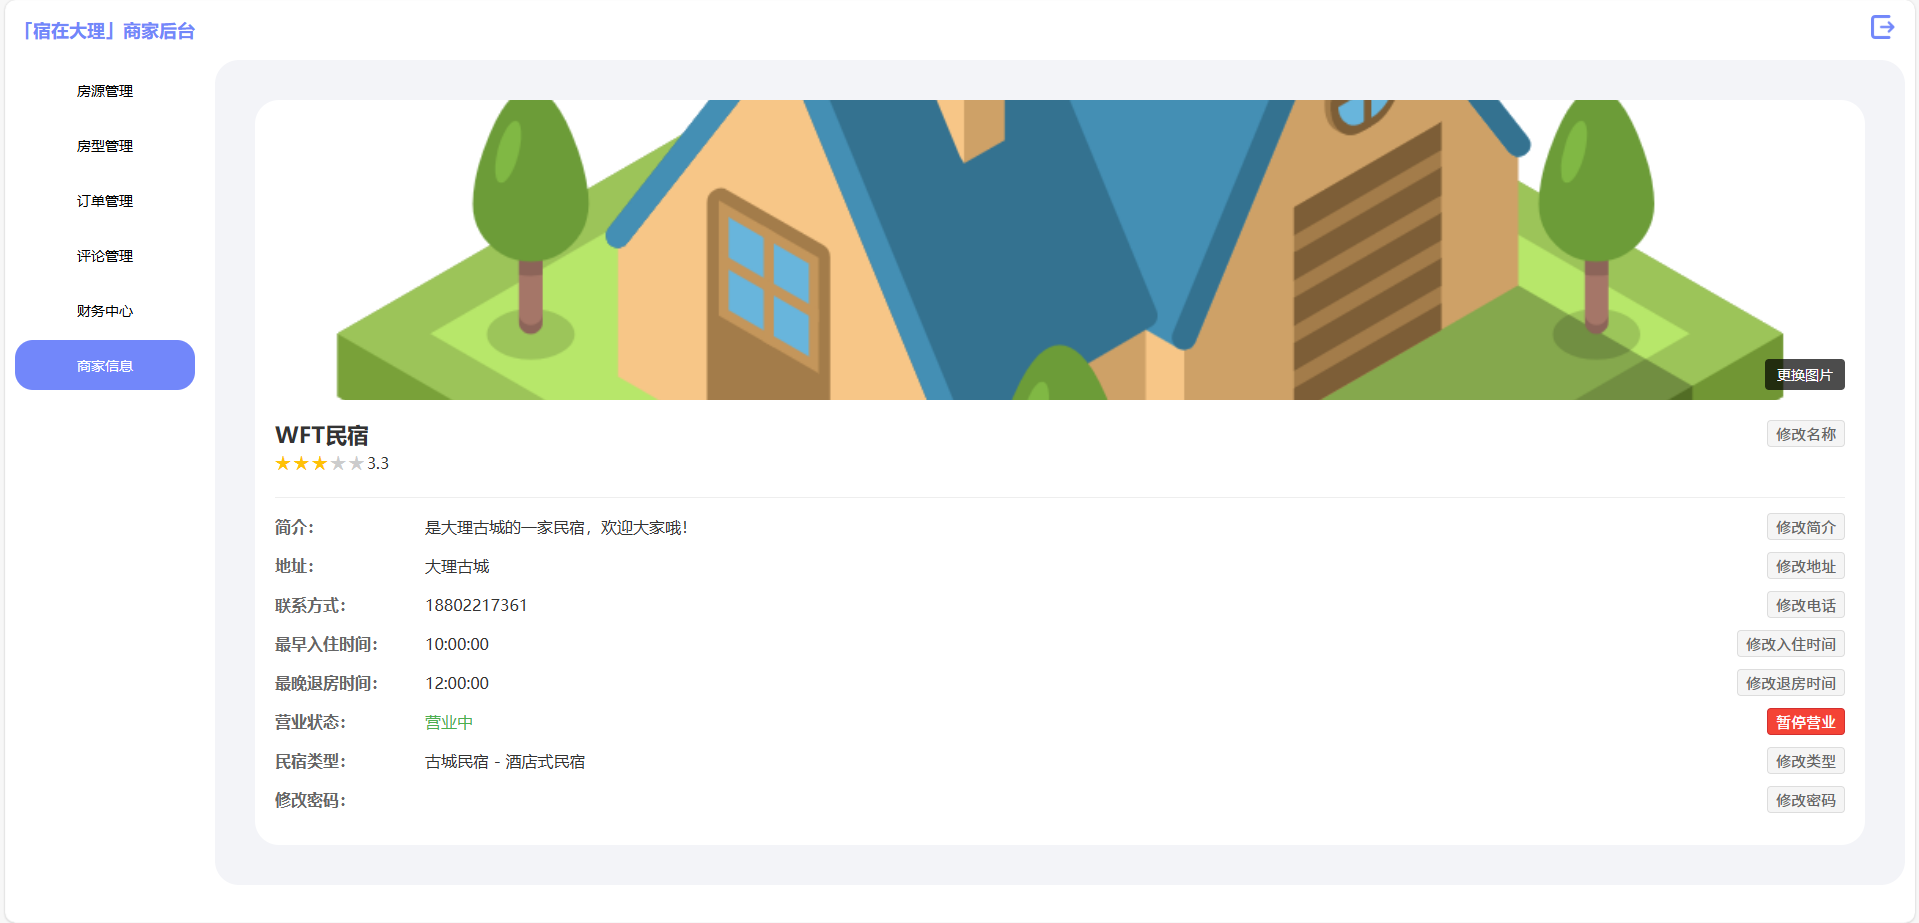 「宿在大理」商家后台
房源管理
房型管理
订单管理
评论管理
财务中心
商家信息
更换图片
WFT民宿
修改名称
★★★★★3.3
简介：
是大理古城的一家民宿，欢迎大家哦！
修改简介
地址：
大理古城
修改地址
联系方式：
18802217361
修改电话
最早入住时间：
10:00:00
修改入住时间
最晚退房时间：
12:00:00
修改退房时间
营业状态：
营业中
暂停营业
民宿类型：
古城民宿 - 酒店式民宿
修改类型
修改密码：
修改密码